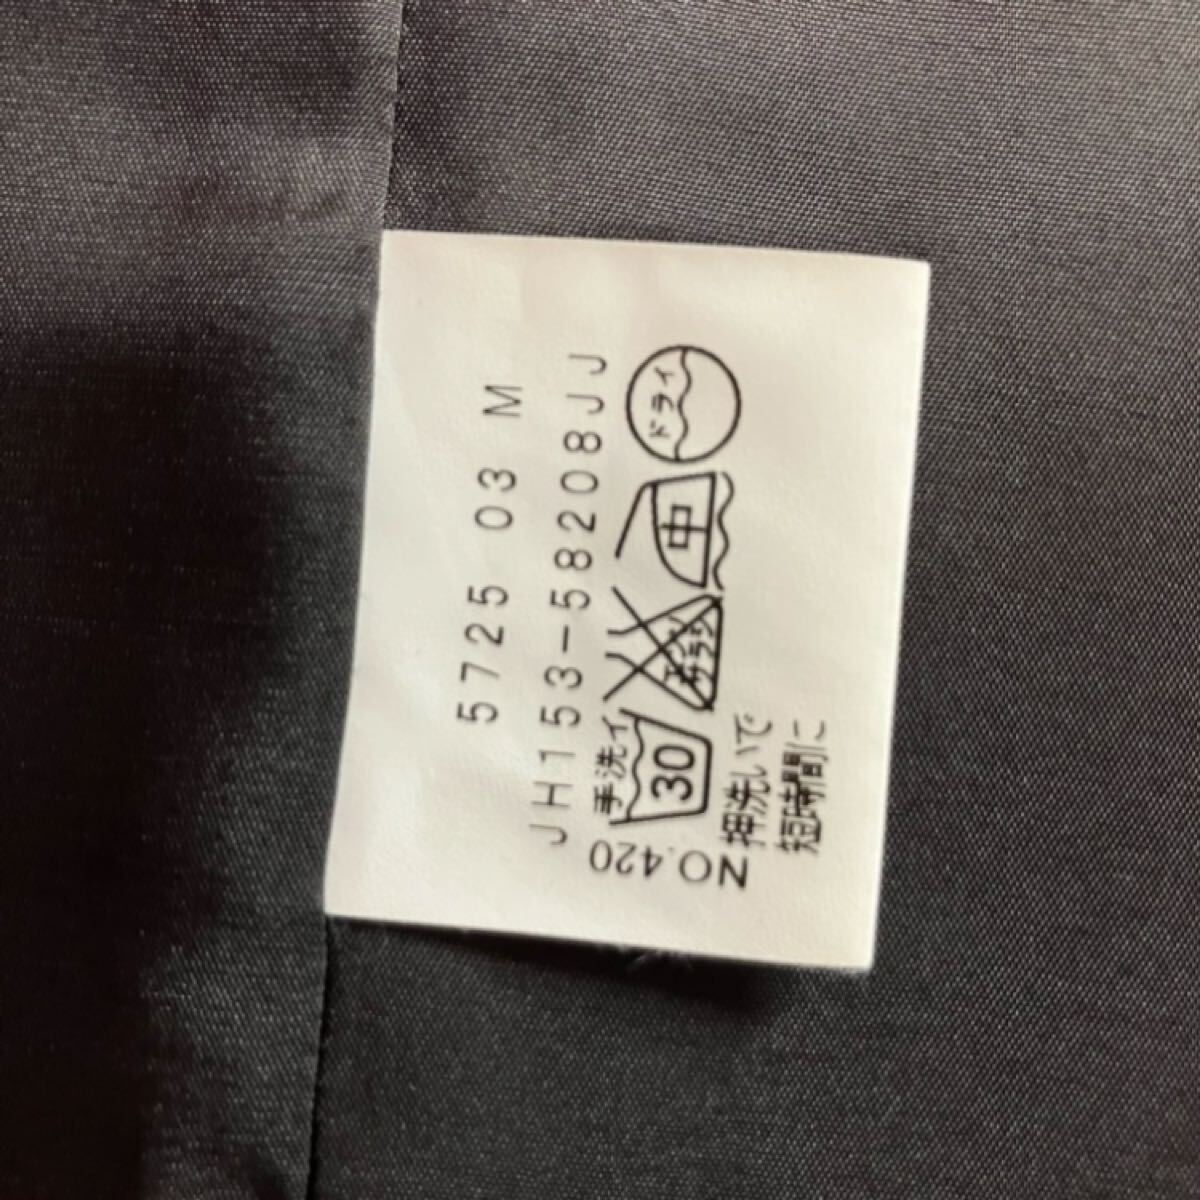 5725 03 M
JH153-58208JJ
手洗イ
30
エンソ
サラシ
中
ドライ
NO.420
押洗いで
短時間に